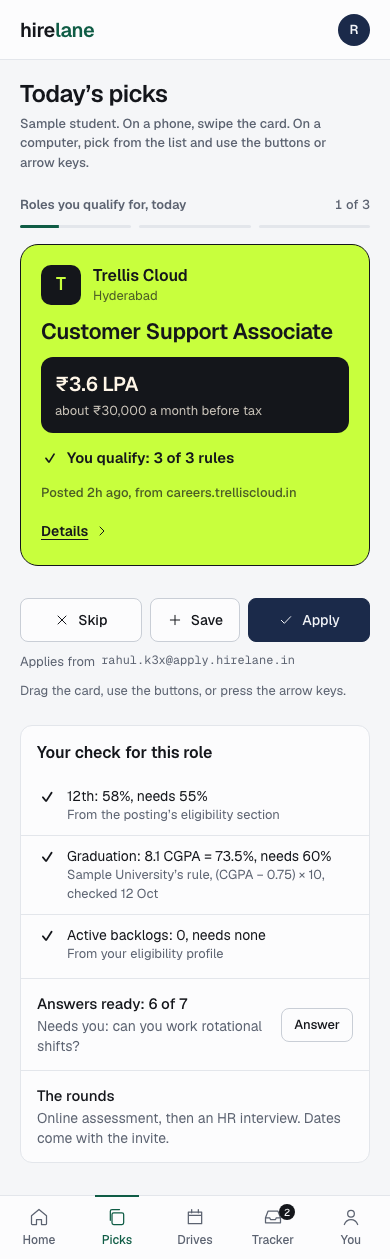 hirelane
R
Today’s picks
Sample student. On a phone, swipe the card. On a
computer, pick from the list and use the buttons or
arrow keys.
Roles you qualify for, today
1 of 3
T
Trellis Cloud
Hyderabad
Customer Support Associate
₹3.6 LPA
about ₹30,000 a month before tax
You qualify: 3 of 3 rules
Posted 2h ago, from careers.trelliscloud.in
Details
Skip
Save
Apply
Applies from rahul.k3x@apply.hirelane.in
Drag the card, use the buttons, or press the arrow keys.
Your check for this role
12th: 58%, needs 55%
From the posting’s eligibility section
Graduation: 8.1 CGPA = 73.5%, needs 60%
Sample University’s rule, (CGPA − 0.75) × 10,
checked 12 Oct
Active backlogs: 0, needs none
From your eligibility profile
Answers ready: 6 of 7
Needs you: can you work rotational
shifts?
Answer
The rounds
Online assessment, then an HR interview. Dates
come with the invite.
2
Home
Picks
Drives
Tracker
You